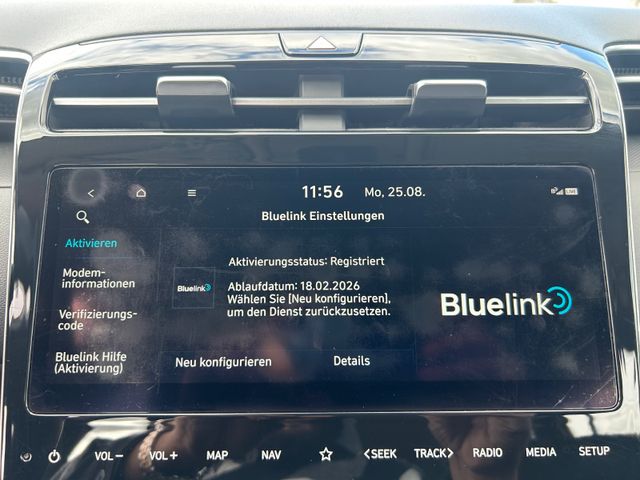 11:56 Mo, 25.08. LIVE
Bluelink Einstellungen
Aktivieren
Modem-
informationen
Verifizierungs-
code
Bluelink Hilfe
(Aktivierung)
Aktivierungsstatus: Registriert
Bluelink
Ablaufdatum: 18.02.2026
Wählen Sie [Neu konfigurieren],
um den Dienst zurückzusetzen.
Neu konfigurieren Details
Bluelink
VOL− VOL+ MAP NAV <SEEK TRACK> RADIO MEDIA SETUP